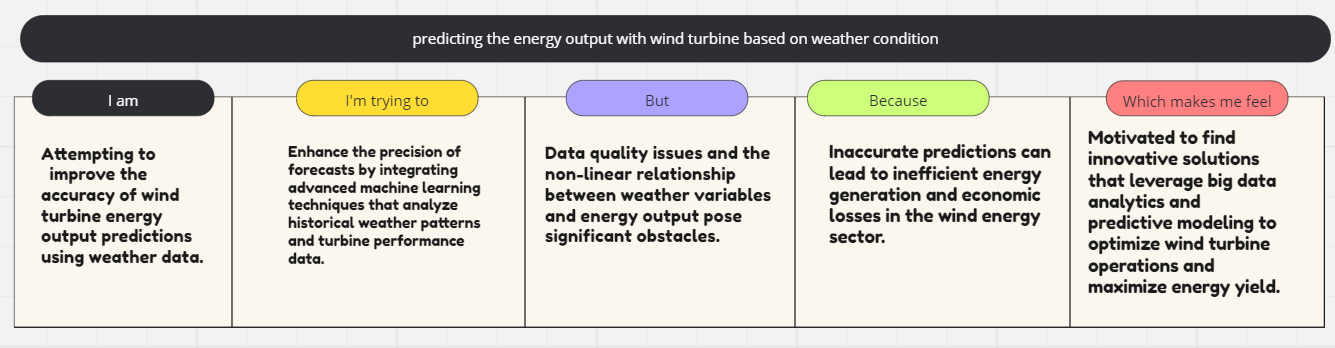 predicting the energy output with wind turbine based on weather condition
I am
Attempting to
improve the
accuracy of wind
turbine energy
output predictions
using weather data.
I'm trying to
Enhance the precision of
forecasts by integrating
advanced machine learning
techniques that analyze
historical weather patterns
and turbine performance
data.
But
Data quality issues and the
non-linear relationship
between weather variables
and energy output pose
significant obstacles.
Because
Inaccurate predictions can
lead to inefficient energy
generation and economic
losses in the wind energy
sector.
Which makes me feel
Motivated to find
innovative solutions
that leverage big data
analytics and
predictive modeling to
optimize wind turbine
operations and
maximize energy yield.